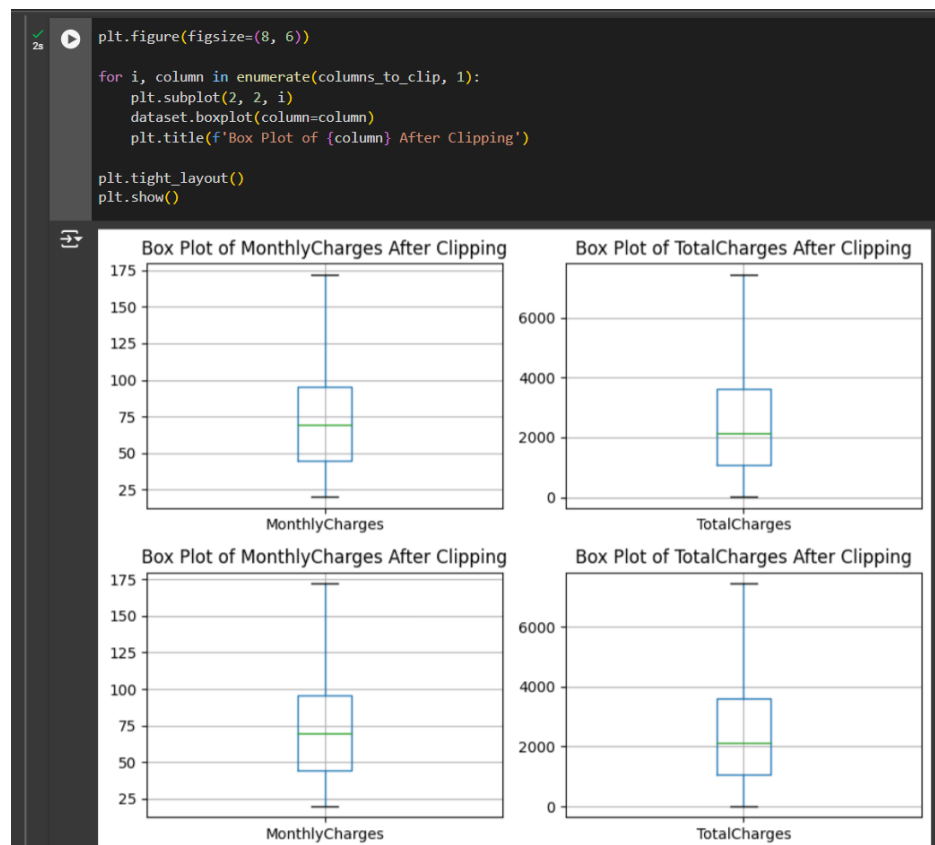 2s
plt.figure(figsize=(8, 6))
for i, column in enumerate(columns_to_clip, 1):
    plt.subplot(2, 2, i)
    dataset.boxplot(column=column)
    plt.title(f'Box Plot of {column} After Clipping')
plt.tight_layout()
plt.show()
Box Plot of MonthlyCharges After Clipping
175
150
125
100
75
50
25
MonthlyCharges
Box Plot of TotalCharges After Clipping
6000
4000
2000
0
TotalCharges
Box Plot of MonthlyCharges After Clipping
175
150
125
100
75
50
25
MonthlyCharges
Box Plot of TotalCharges After Clipping
6000
4000
2000
0
TotalCharges